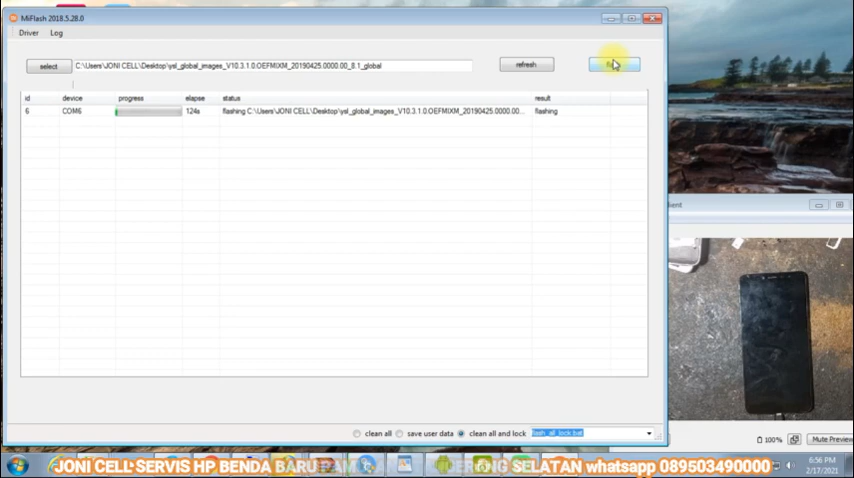 MiFlash 2018.5.28.0
Driver Log
select C:\Users\JONI CELL\Desktop\ysl_global_images_V10.3.1.0.OEFMIXM_20190425.0000.00_8.1_global refresh
id device progress elapse status result
6 COM6 124s flashing C:\Users\JONI CELL\Desktop\ysl_global_images_V10.3.1.0.OEFMIXM_20190425.0000.00... flashing
100% Mute Preview
clean all save user data clean all and lock flash_all_lock.bat
JONI CELL SERVIS HP BENDA BARU SELATAN whatsapp 089503490000
6:56 PM
2/17/2021